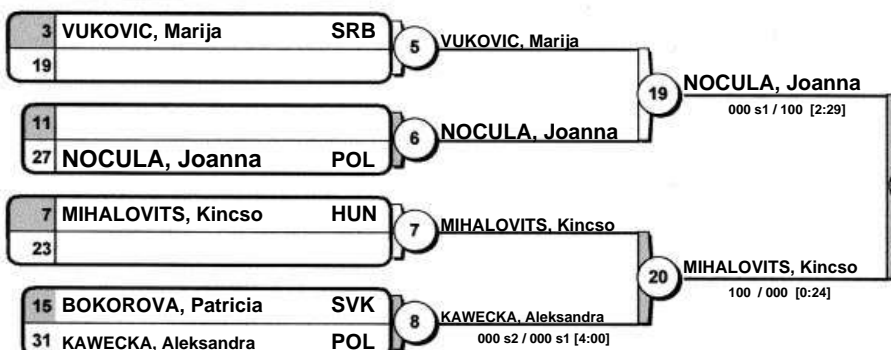 3 VUKOVIC, Marija SRB
19
5
VUKOVIC, Marija
11
27 NOCULA, Joanna POL
6
NOCULA, Joanna
19
NOCULA, Joanna
000 s1 / 100 [2:29]
7 MIHALOVITS, Kincso HUN
23
7
MIHALOVITS, Kincso
15 BOKOROVA, Patricia SVK
31 KAWECKA, Aleksandra POL
8
KAWECKA, Aleksandra
000 s2 / 000 s1 [4:00]
20
MIHALOVITS, Kincso
100 / 000 [0:24]